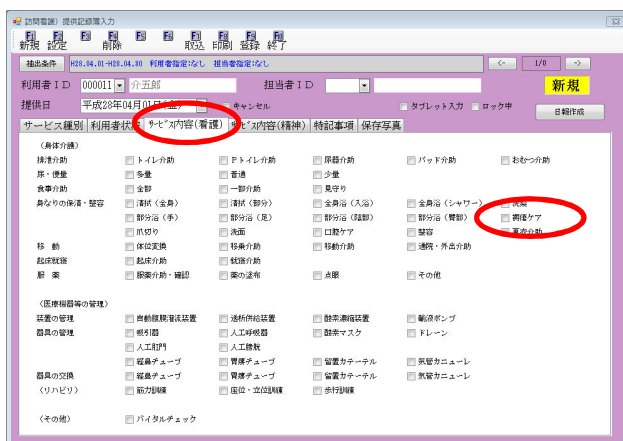 訪問看護) 提供記録簿入力
F1 F2 F4 F5 F6 F7 F9 F11 F12
新規 設定 削除 取込 印刷 登録 終了
抽出条件 H28.04.01-H28.04.30 利用者指定:なし 担当者指定:なし <- 1/0 ->
利用者ID 000011 介五郎 担当者ID 新規
提供日 平成28年04月01日(金) キャンセル タブレット入力 ロック中 日報作成
サービス種別 利用者状況 サービス内容(看護) サービス内容(精神) 特記事項 保存写真
(身体介護)
排泄介助 トイレ介助 Pトイレ介助 尿器介助 パッド介助 おむつ介助
尿・便量 多量 普通 少量
食事介助 全部 一部介助 見守り
身なりの保清・整容 清拭(全身) 清拭(部分) 全身浴(入浴) 全身浴(シャワー) 洗髪
部分浴(手) 部分浴(足) 部分浴(陰部) 部分浴(臀部) 褥瘡ケア
爪切り 洗面 口腔ケア 整容 更衣介助
移 動 体位変換 移乗介助 移動介助 通院・外出介助
起床就寝 起床介助 就寝介助
服 薬 服薬介助・確認 薬の塗布 点眼 その他
(医療機器等の管理)
装置の管理 自動腹膜潅流装置 透析供給装置 酸素濃縮装置 輸液ポンプ
器具の管理 吸引器 人工呼吸器 酸素マスク ドレーン
人工肛門 人工膀胱
経鼻チューブ 胃瘻チューブ 留置カテーテル 気管カニューレ
器具の交換 経鼻チューブ 胃瘻チューブ 留置カテーテル 気管カニューレ
(リハビリ) 筋力訓練 座位・立位訓練 歩行訓練
(その他) バイタルチェック